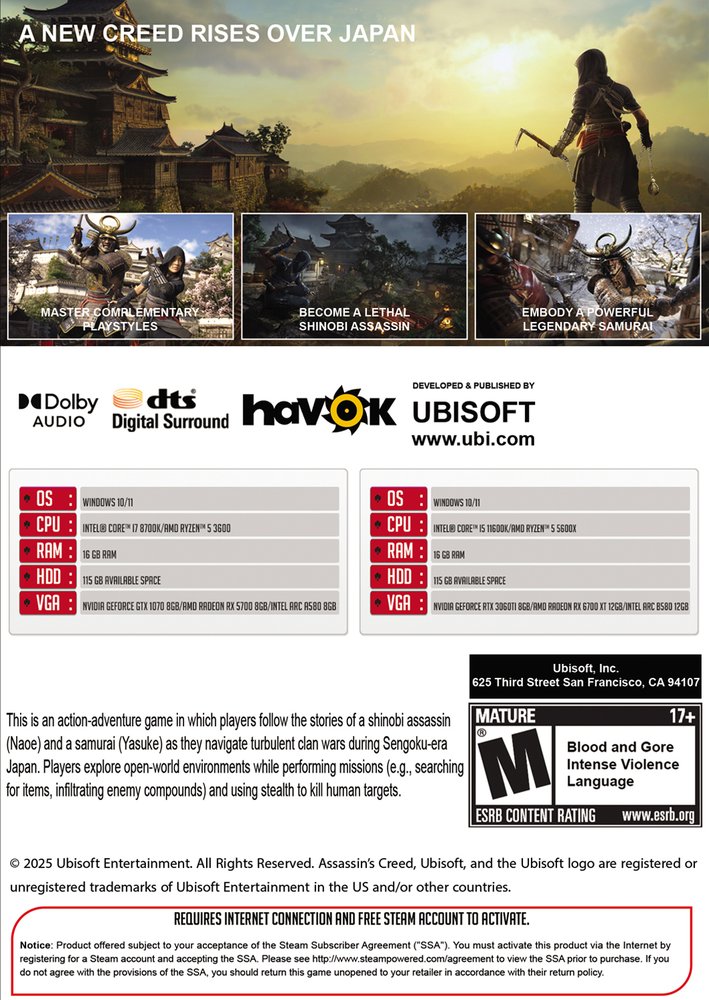 A NEW CREED RISES OVER JAPAN
MASTER COMPLEMENTARY
PLAYSTYLES
BECOME A LETHAL
SHINOBI ASSASSIN
EMBODY A POWERFUL
LEGENDARY SAMURAI
Dolby
AUDIO
dts®
Digital Surround
havok
DEVELOPED & PUBLISHED BY
UBISOFT
www.ubi.com
OS : WINDOWS 10/11
CPU : INTEL® CORE™ I7 8700K/AMD RYZEN™ 5 3600
RAM : 16 GB RAM
HDD : 115 GB AVAILABLE SPACE
VGA : NVIDIA GEFORCE GTX 1070 8GB/AMD RADEON RX 5700 8GB/INTEL ARC A580 8GB
OS : WINDOWS 10/11
CPU : INTEL® CORE™ I5 11600K/AMD RYZEN™ 5 5600X
RAM : 16 GB RAM
HDD : 115 GB AVAILABLE SPACE
VGA : NVIDIA GEFORCE RTX 3060TI 8GB/AMD RADEON RX 6700 XT 12GB/INTEL ARC B580 12GB
Ubisoft, Inc.
625 Third Street San Francisco, CA 94107
This is an action-adventure game in which players follow the stories of a shinobi assassin
(Naoe) and a samurai (Yasuke) as they navigate turbulent clan wars during Sengoku-era
Japan. Players explore open-world environments while performing missions (e.g., searching
for items, infiltrating enemy compounds) and using stealth to kill human targets.
MATURE 17+
M®
Blood and Gore
Intense Violence
Language
ESRB CONTENT RATING www.esrb.org
© 2025 Ubisoft Entertainment. All Rights Reserved. Assassin's Creed, Ubisoft, and the Ubisoft logo are registered or
unregistered trademarks of Ubisoft Entertainment in the US and/or other countries.
REQUIRES INTERNET CONNECTION AND FREE STEAM ACCOUNT TO ACTIVATE.
Notice: Product offered subject to your acceptance of the Steam Subscriber Agreement ("SSA"). You must activate this product via the Internet by
registering for a Steam account and accepting the SSA. Please see http://www.steampowered.com/agreement to view the SSA prior to purchase. If you
do not agree with the provisions of the SSA, you should return this game unopened to your retailer in accordance with their return policy.